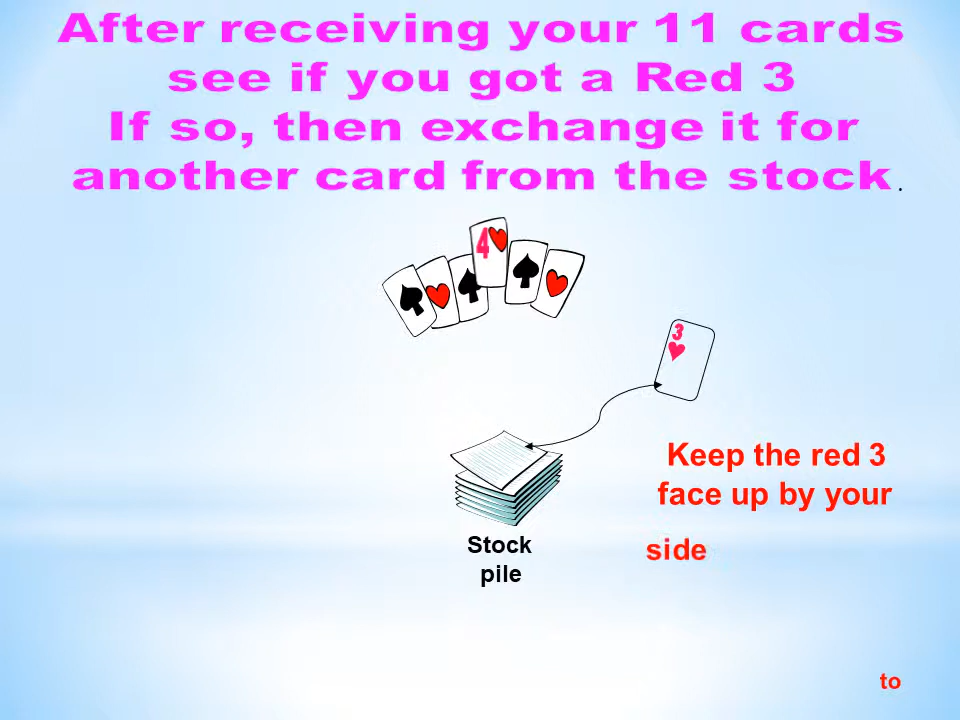 After receiving your 11 cards
see if you got a Red 3
If so, then exchange it for
another card from the stock.
4
3
Keep the red 3
face up by your
side
Stock
pile
to